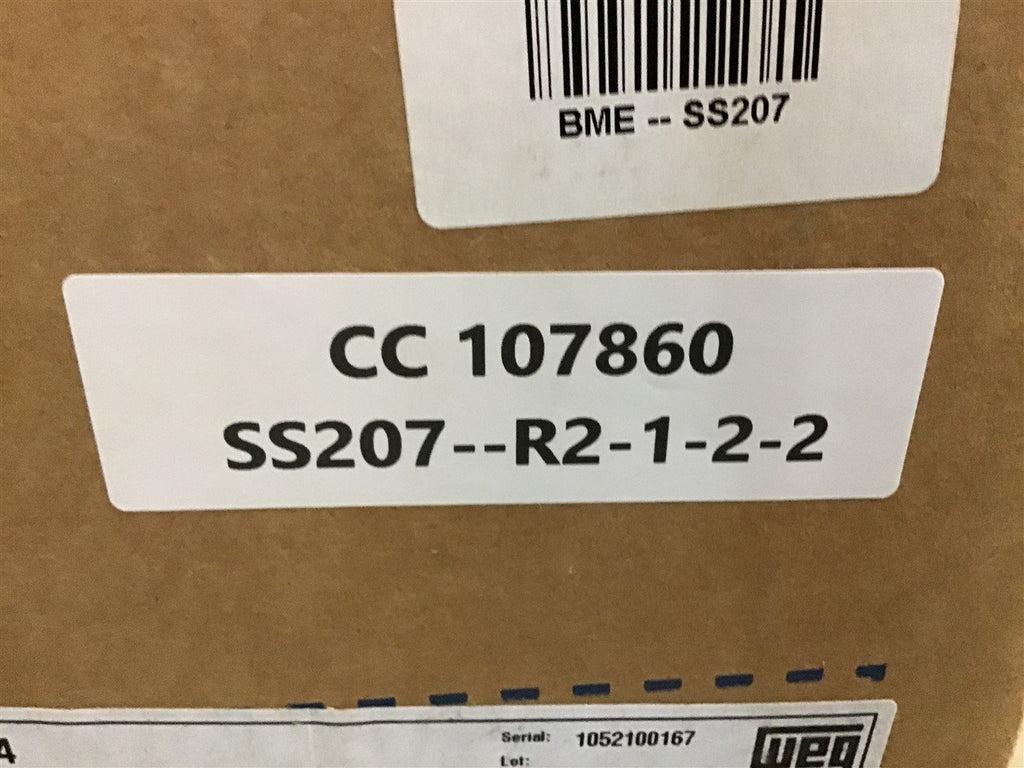 BME -- SS207
CC 107860
SS207--R2-1-2-2
A
Serial: 1052100167
Lot:
weg